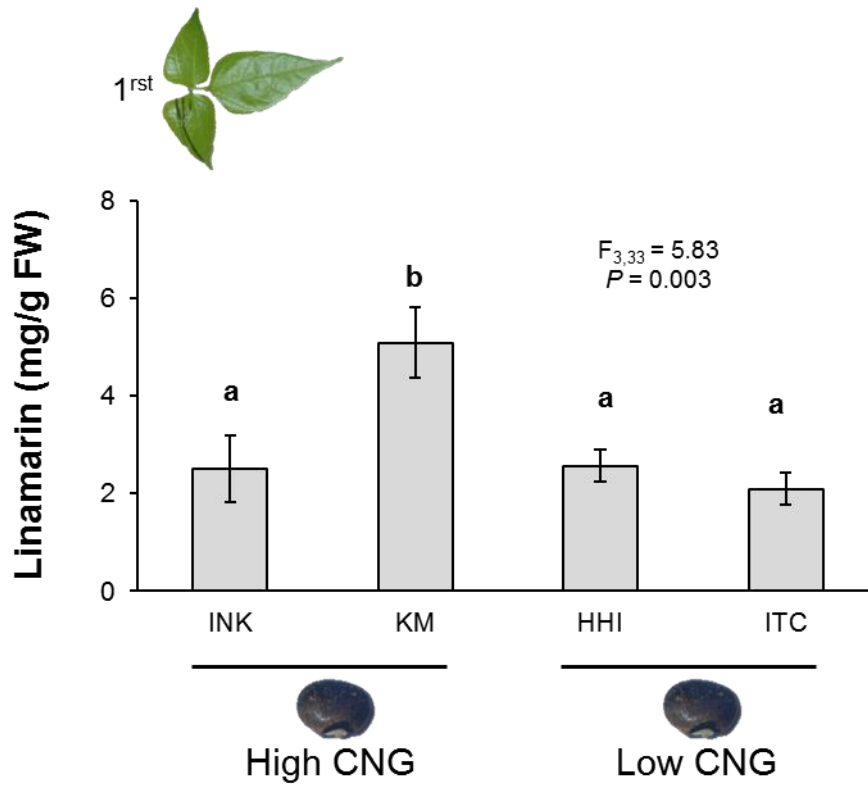 1rst
Linamarin (mg/g FW)
8
6
4
2
0
F3,33 = 5.83
P = 0.003
a
b
a
a
INK
KM
HHI
ITC
High CNG
Low CNG